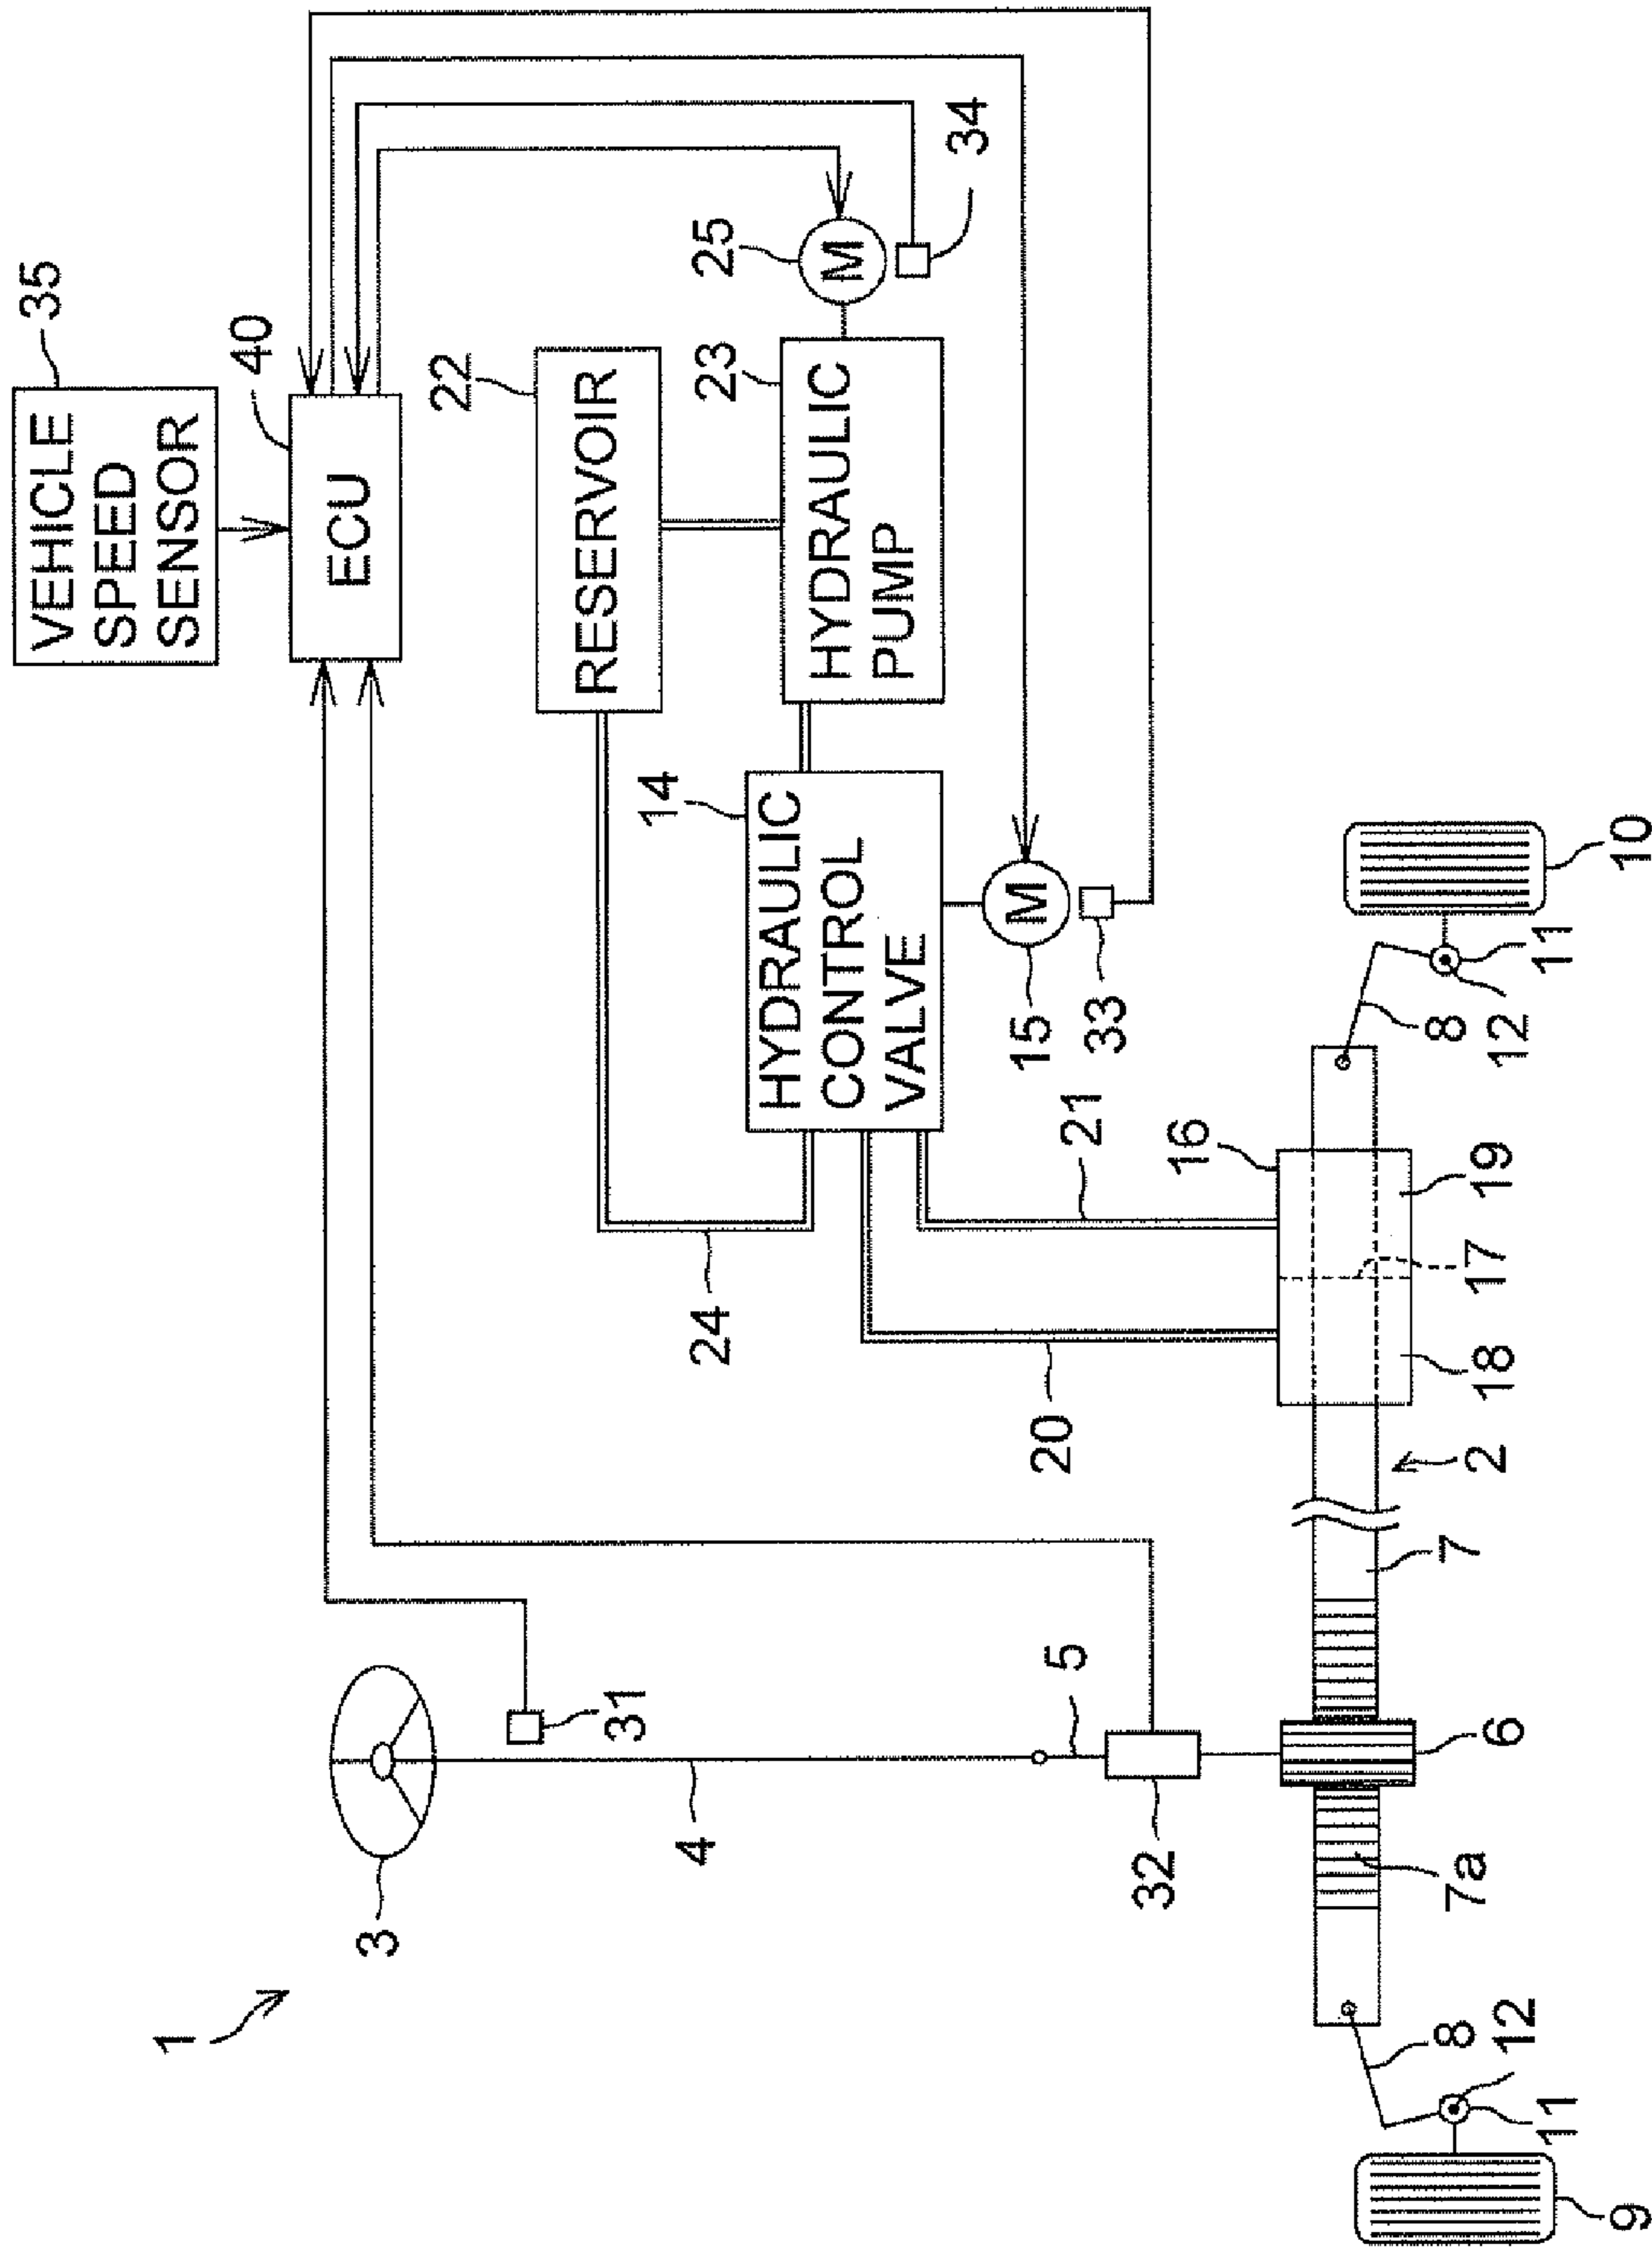 1
VEHICLE
SPEED
SENSOR
35
ECU
40
3
31
4
5
32
RESERVOIR
22
24
HYDRAULIC
CONTROL
VALVE
14
HYDRAULIC
PUMP
23
25
M
34
M
15
33
20
21
16
6
7
7a
2
18
17
19
8
12
11
9
8
12
11
10